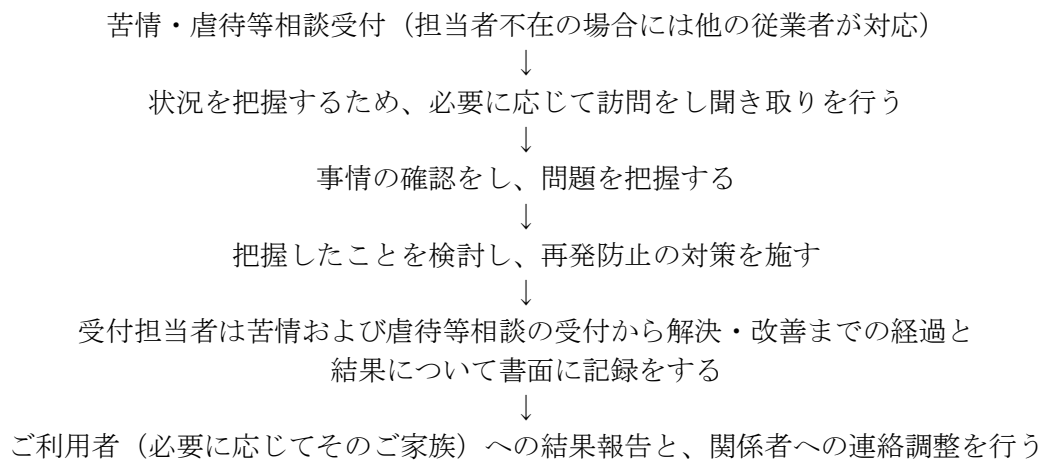 苦情・虐待等相談受付（担当者不在の場合には他の従業者が対応）
↓
状況を把握するため、必要に応じて訪問をし聞き取りを行う
↓
事情の確認をし、問題を把握する
↓
把握したことを検討し、再発防止の対策を施す
↓
受付担当者は苦情および虐待等相談の受付から解決・改善までの経過と
結果について書面に記録をする
↓
ご利用者（必要に応じてそのご家族）への結果報告と、関係者への連絡調整を行う